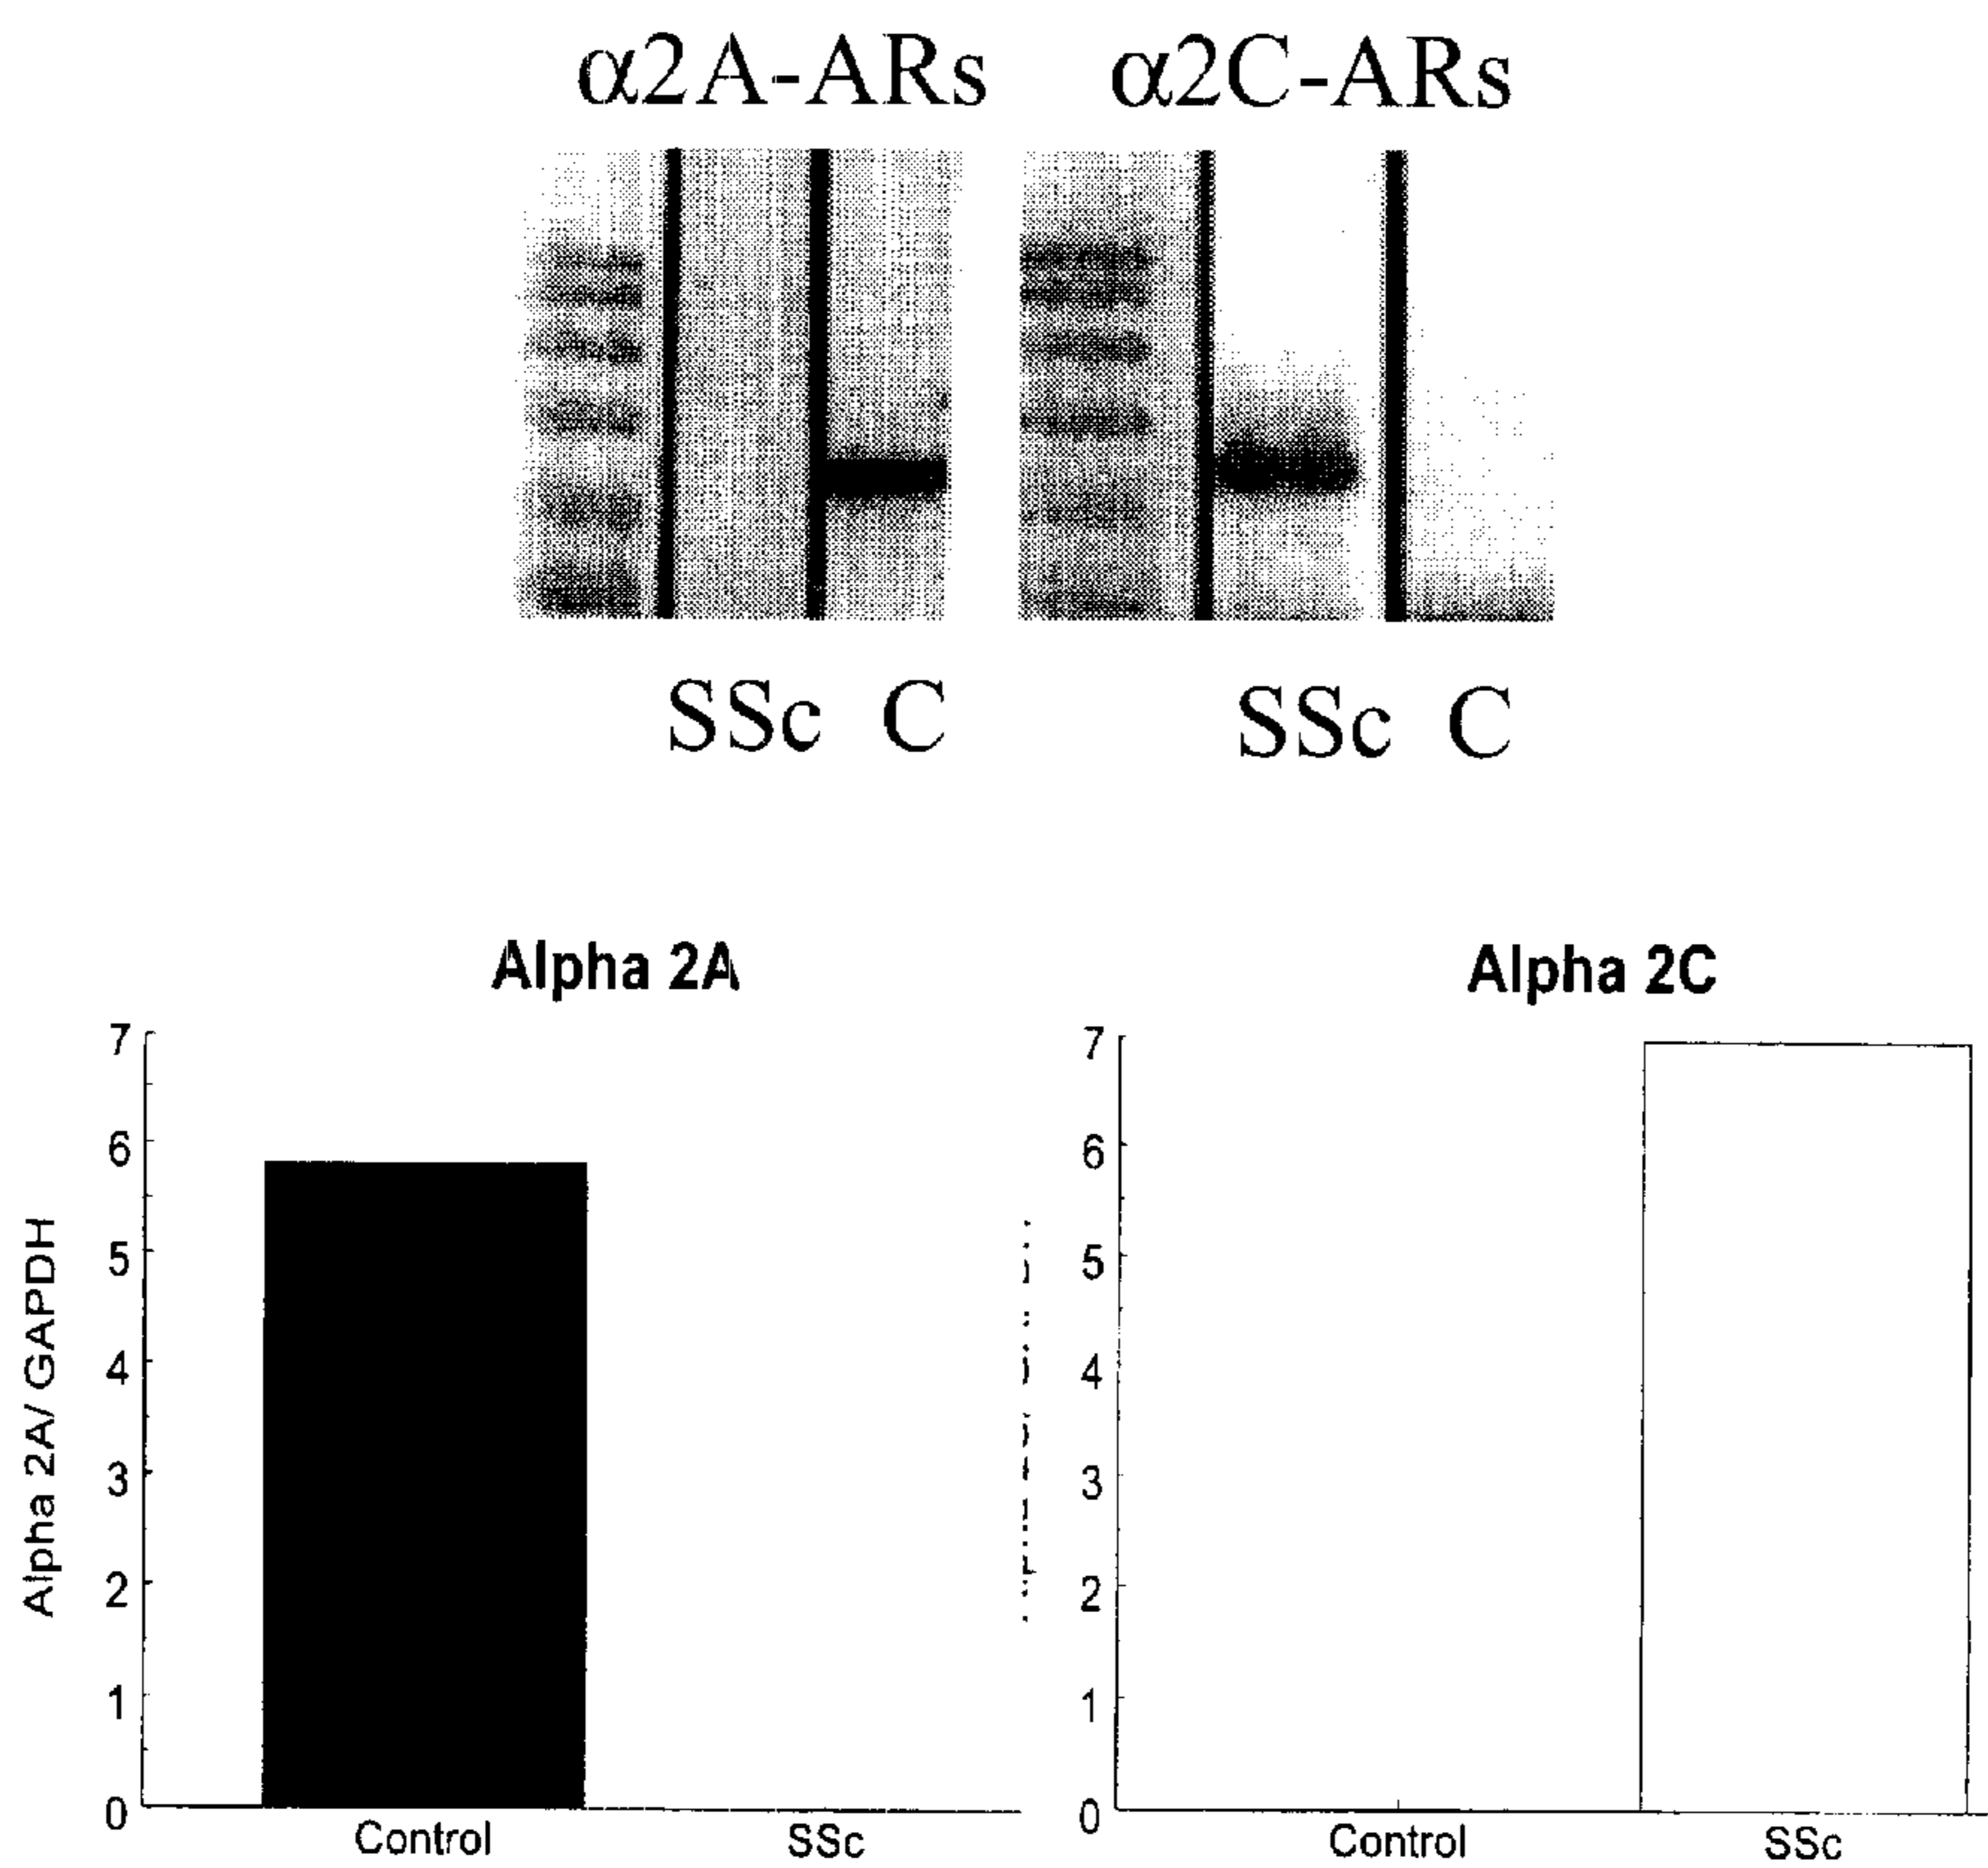 α2A-ARs α2C-ARs
SSc C SSc C
Alpha 2A
Alpha 2A/ GAPDH
7
6
5
4
3
2
1
0
Control SSc
Alpha 2C
7
6
5
4
3
2
1
0
Control SSc